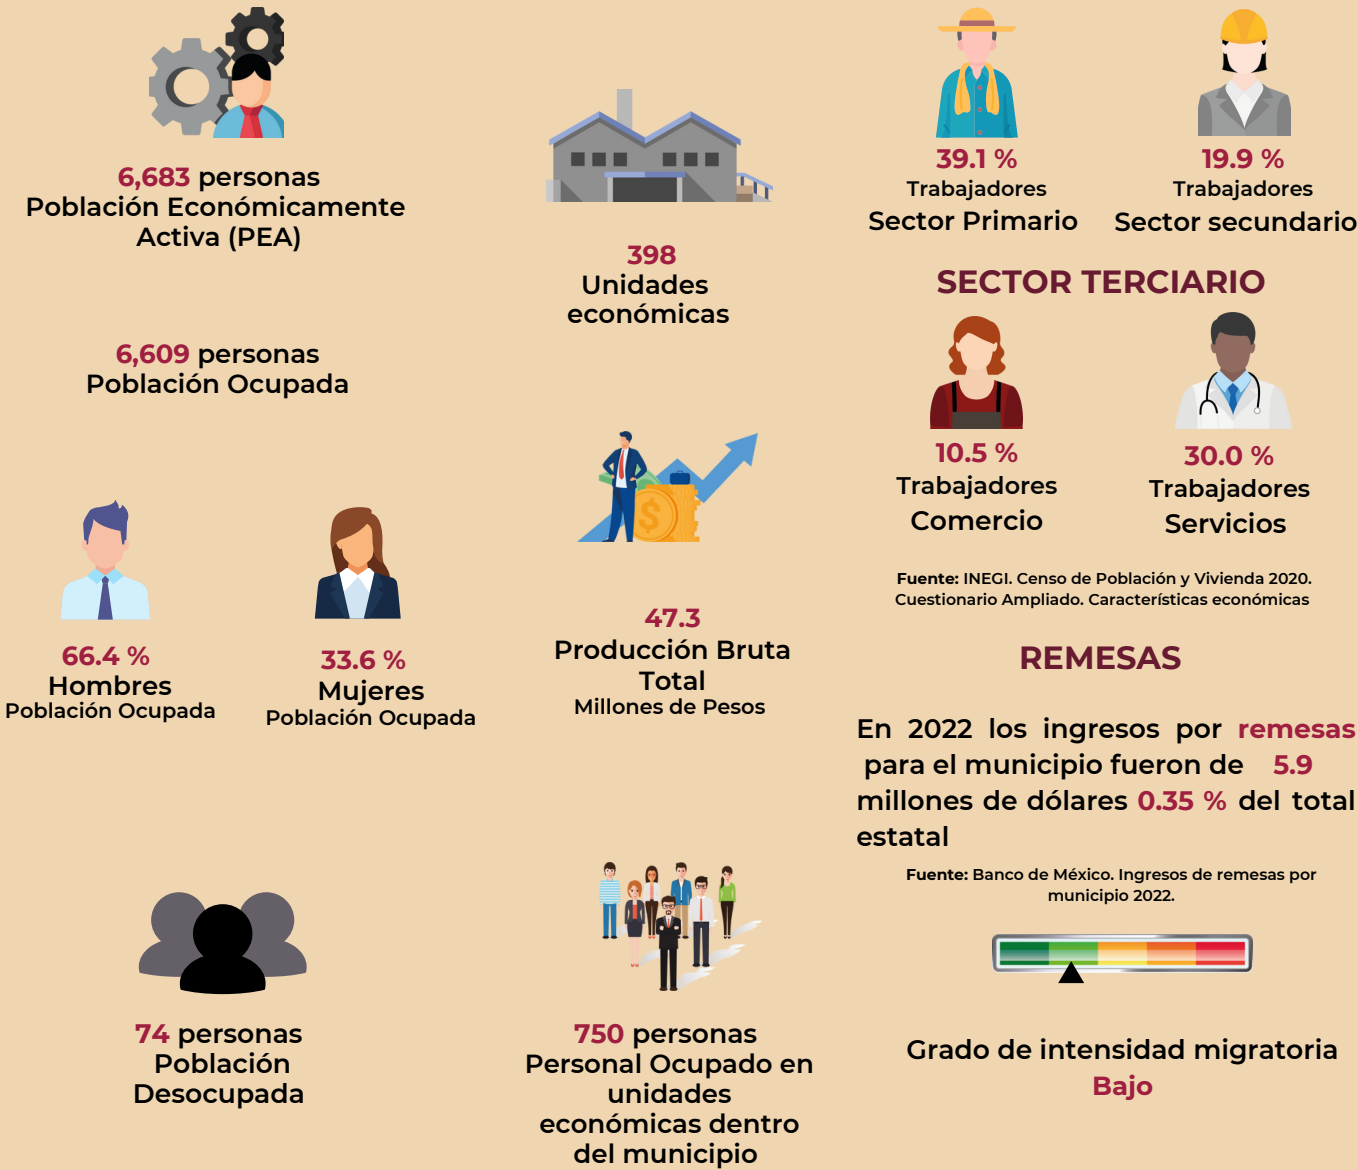 6,683 personas
Población Económicamente
Activa (PEA)
6,609 personas
Población Ocupada
66.4 %
Hombres
Población Ocupada
33.6 %
Mujeres
Población Ocupada
74 personas
Población
Desocupada
398
Unidades
económicas
47.3
Producción Bruta
Total
Millones de Pesos
750 personas
Personal Ocupado en
unidades
económicas dentro
del municipio
39.1 %
Trabajadores
Sector Primario
19.9 %
Trabajadores
Sector secundario
SECTOR TERCIARIO
10.5 %
Trabajadores
Comercio
30.0 %
Trabajadores
Servicios
Fuente: INEGI. Censo de Población y Vivienda 2020.
Cuestionario Ampliado. Características económicas
REMESAS
En 2022 los ingresos por remesas
para el municipio fueron de 5.9
millones de dólares 0.35 % del total
estatal
Fuente: Banco de México. Ingresos de remesas por
municipio 2022.
Grado de intensidad migratoria
Bajo